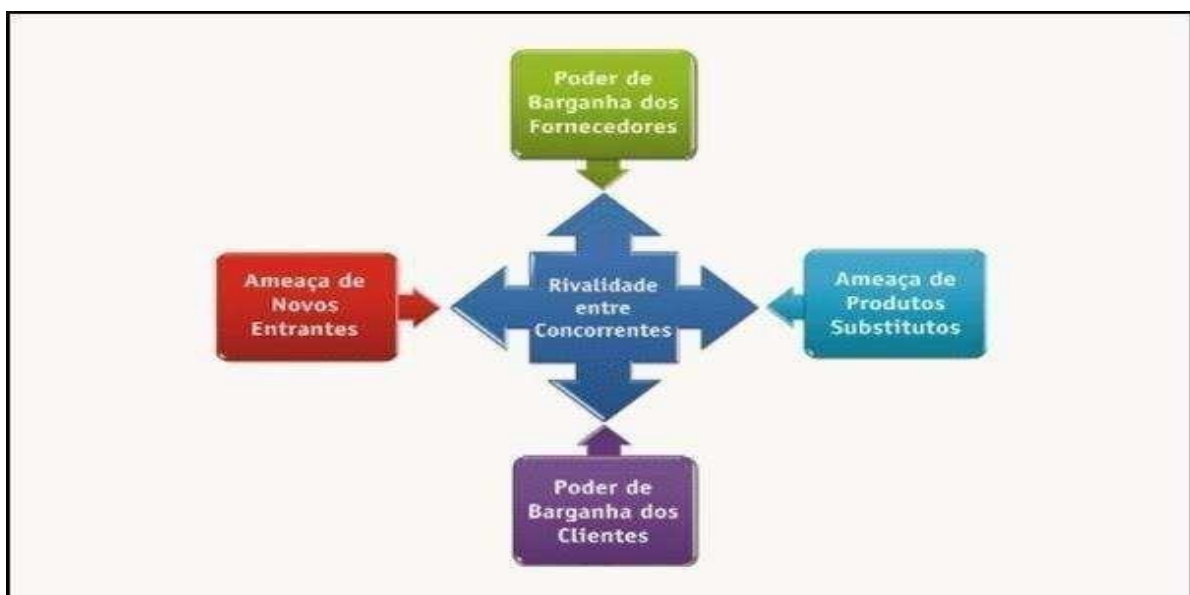 Poder de
Barganha dos
Fornecedores
Ameaça de
Novos
Entrantes
Rivalidade
entre
Concorrentes
Ameaça de
Produtos
Substitutos
Poder de
Barganha dos
Clientes